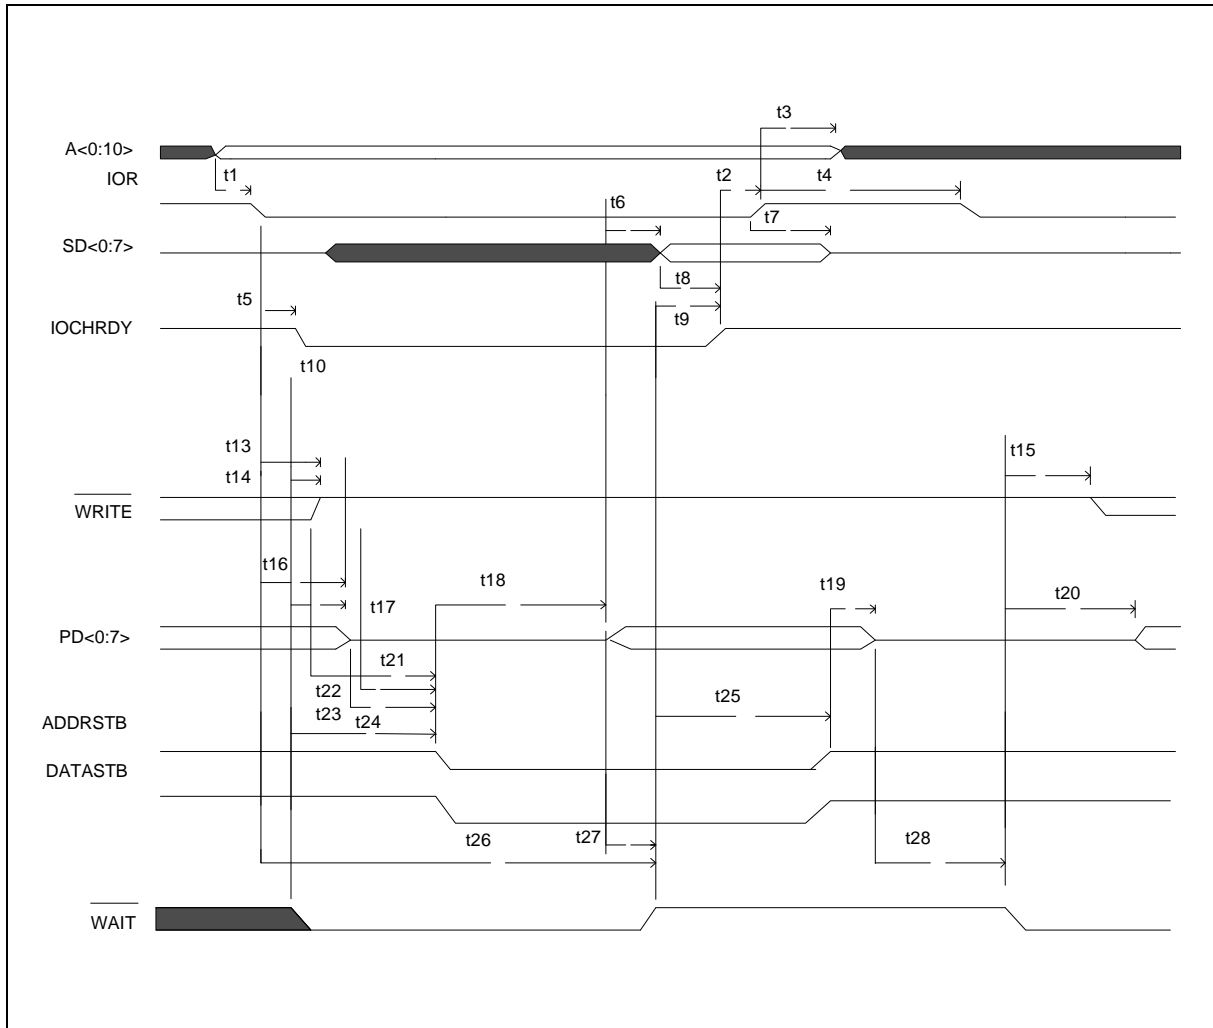 t3
A<0:10>
IOR
t1
t2
t4
t6
t7
SD<0:7>
t8
t5
t9
IOCHRDY
t10
t13
t15
t14
WRITE
t16
t18
t19
t17
t20
PD<0:7>
t21
t22
t25
t23
t24
ADDRSTB
DATASTB
t26
t27
t28
WAIT